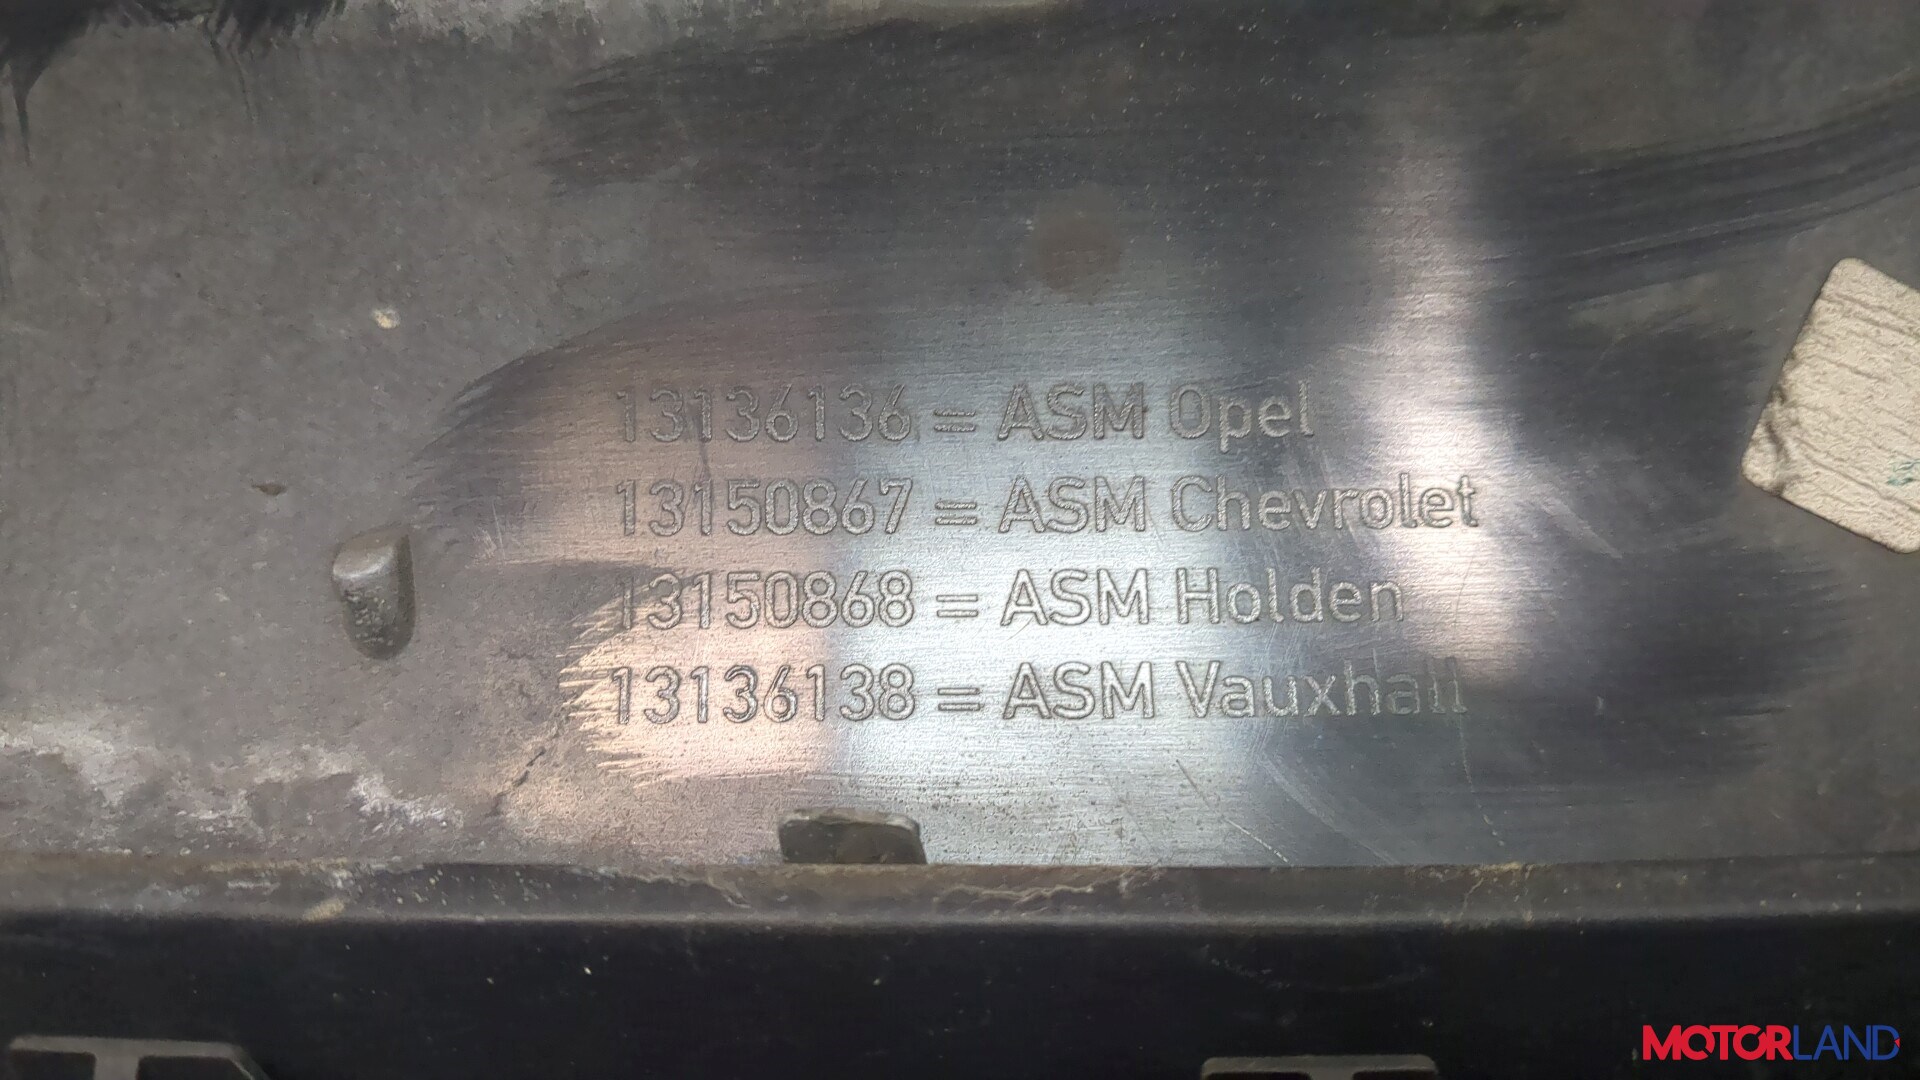 13136136 = ASM Opel
13150867 = ASM Chevrolet
13150868 = ASM Holden
13136138 = ASM Vauxhall
MOTORLAND